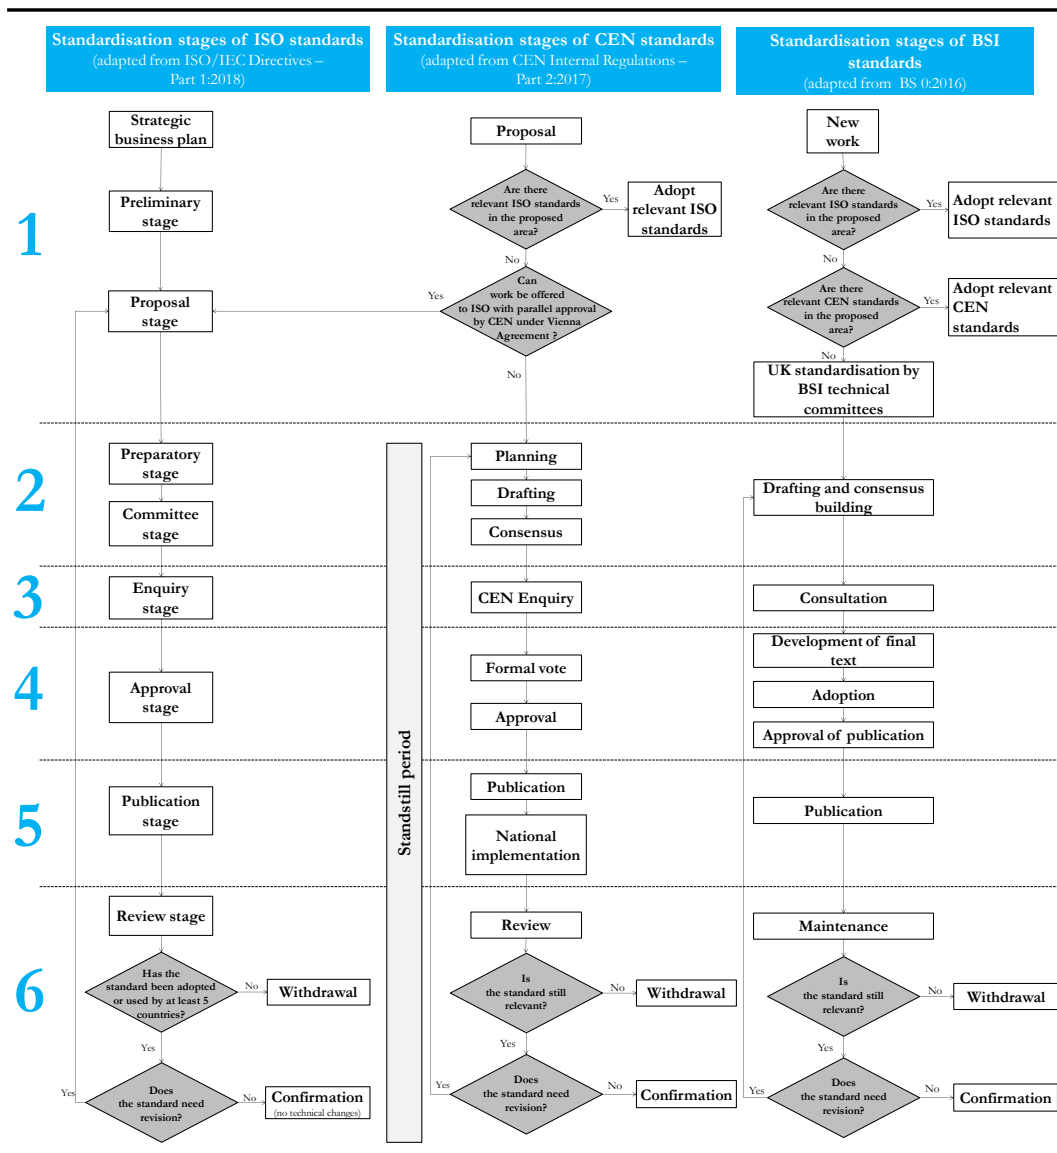 Standardisation stages of ISO standards
(adapted from ISO/IEC Directives –
Part 1:2018)
Standardisation stages of CEN standards
(adapted from CEN Internal Regulations –
Part 2:2017)
Standardisation stages of BSI
standards
(adapted from BS 0:2016)
1
Strategic
business plan
Preliminary
stage
Proposal
stage
Proposal
Are there
relevant ISO standards
in the proposed
area?
Yes
Adopt
relevant ISO
standards
No
Can
work be offered
to ISO with parallel approval
by CEN under Vienna
Agreement ?
Yes
No
New
work
Are there
relevant ISO standards
in the proposed
area?
Yes
Adopt relevant
ISO standards
No
Are there
relevant CEN standards
in the proposed
area?
Yes
Adopt relevant
CEN
standards
No
UK standardisation by
BSI technical
committees
2
Preparatory
stage
Committee
stage
Standstill period
Planning
Drafting
Consensus
Drafting and consensus
building
3
Enquiry
stage
CEN Enquiry
Consultation
4
Approval
stage
Formal vote
Approval
Development of final
text
Adoption
Approval of publication
5
Publication
stage
Publication
National
implementation
Publication
6
Review stage
Has the
standard been adopted
or used by at least 5
countries?
No
Withdrawal
Yes
Does
the standard need
revision?
Yes
No
Confirmation
(no technical changes)
Review
Is
the standard still
relevant?
No
Withdrawal
Yes
Does
the standard need
revision?
Yes
No
Confirmation
Maintenance
Is
the standard still
relevant?
No
Withdrawal
Yes
Does
the standard need
revision?
Yes
No
Confirmation